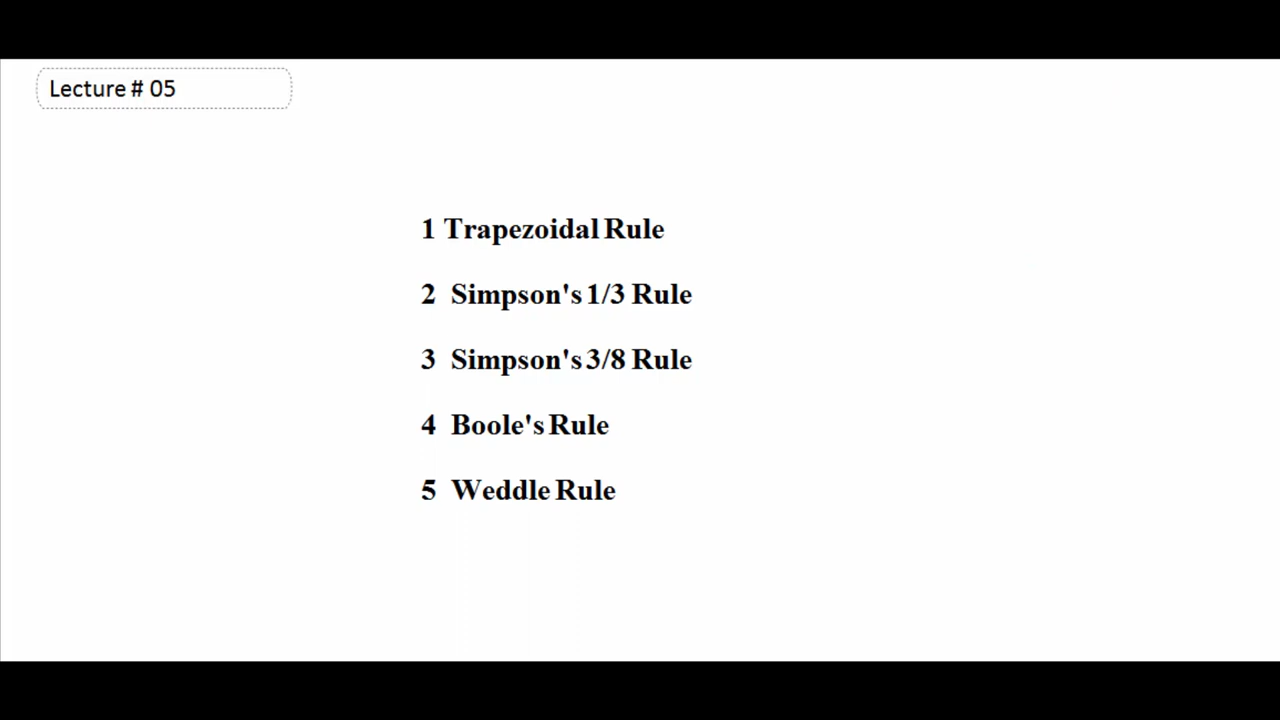 Lecture # 05
1 Trapezoidal Rule
2 Simpson's 1/3 Rule
3 Simpson's 3/8 Rule
4 Boole's Rule
5 Weddle Rule